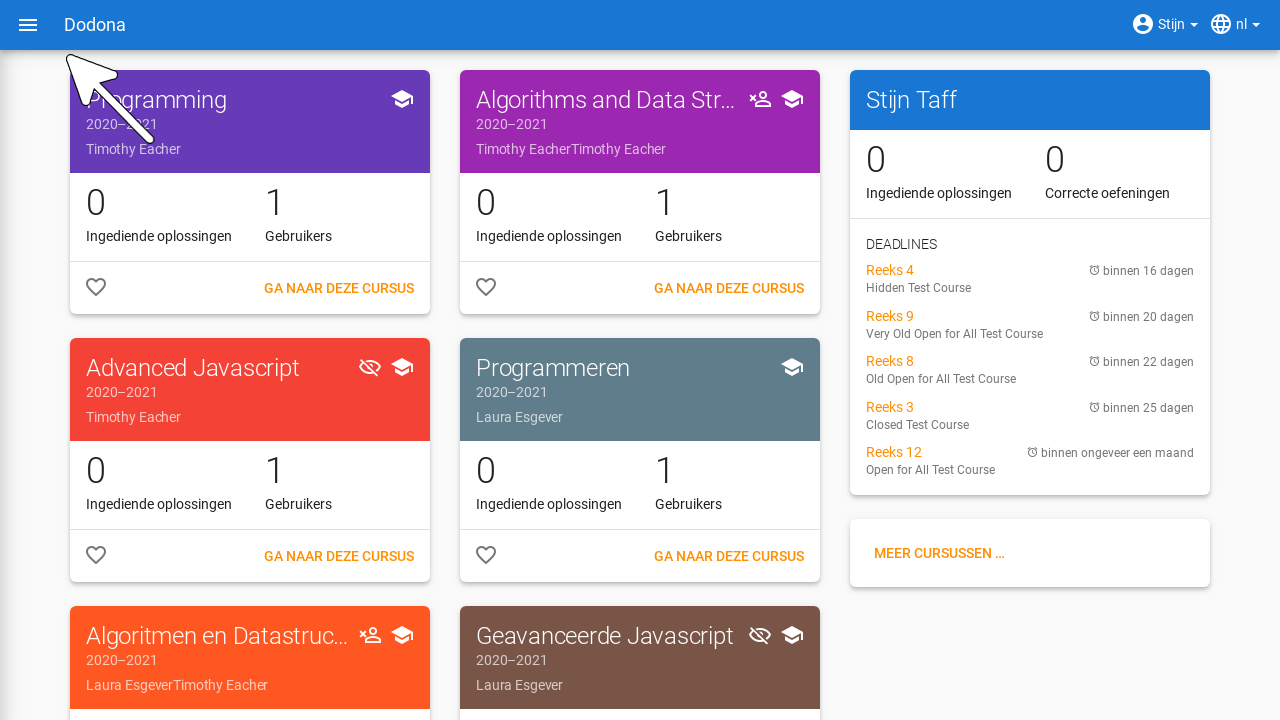 Dodona
Stijn
nl
Programming
2020–2021
Timothy Eacher
0
Ingediende oplossingen
1
Gebruikers
GA NAAR DEZE CURSUS
Algorithms and Data Str...
2020–2021
Timothy EacherTimothy Eacher
0
Ingediende oplossingen
1
Gebruikers
GA NAAR DEZE CURSUS
Advanced Javascript
2020–2021
Timothy Eacher
0
Ingediende oplossingen
1
Gebruikers
GA NAAR DEZE CURSUS
Programmeren
2020–2021
Laura Esgever
0
Ingediende oplossingen
1
Gebruikers
GA NAAR DEZE CURSUS
Algoritmen en Datastruc...
2020–2021
Laura EsgeverTimothy Eacher
Geavanceerde Javascript
2020–2021
Laura Esgever
Stijn Taff
0
Ingediende oplossingen
0
Correcte oefeningen
DEADLINES
Reeks 4 binnen 16 dagen
Hidden Test Course
Reeks 9 binnen 20 dagen
Very Old Open for All Test Course
Reeks 8 binnen 22 dagen
Old Open for All Test Course
Reeks 3 binnen 25 dagen
Closed Test Course
Reeks 12 binnen ongeveer een maand
Open for All Test Course
MEER CURSUSSEN ...